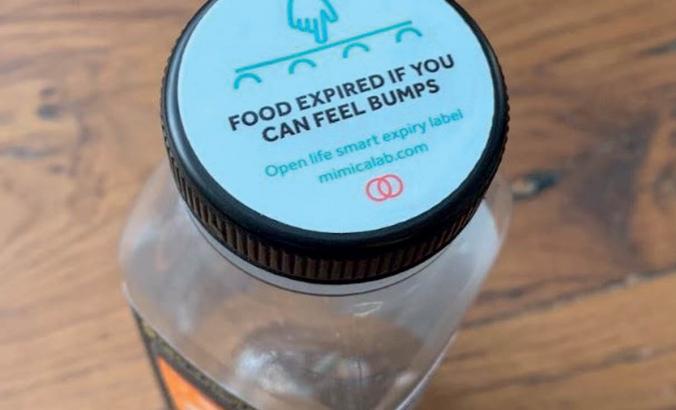 FOOD EXPIRED IF YOU
CAN FEEL BUMPS
Open life smart expiry label
mimicalab.com